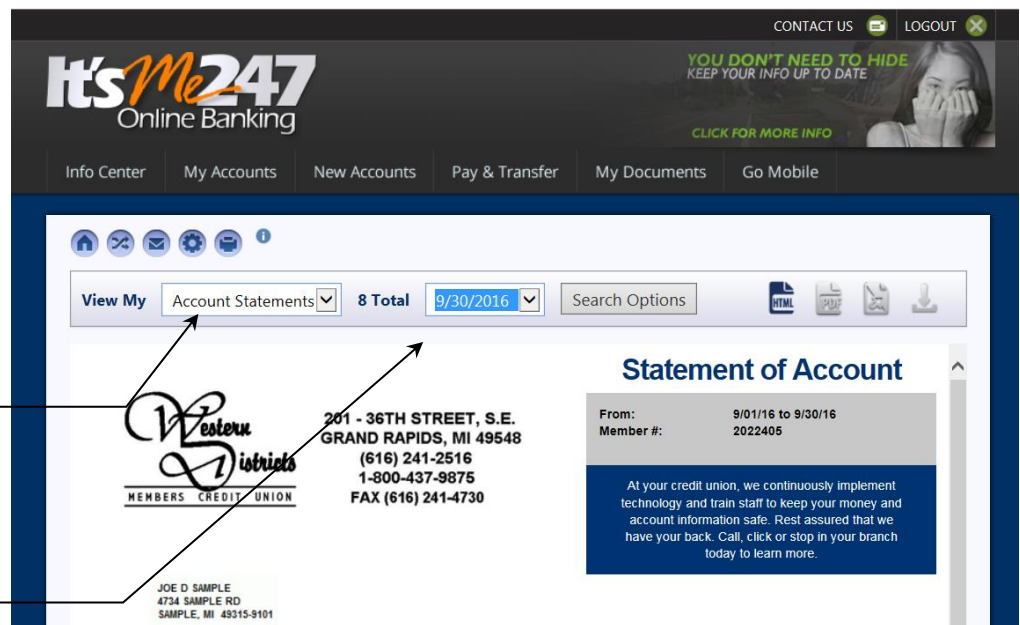 CONTACT US
LOGOUT
It's Me 247
Online Banking
YOU DON'T NEED TO HIDE
KEEP YOUR INFO UP TO DATE
CLICK FOR MORE INFO
Info Center My Accounts New Accounts Pay & Transfer My Documents Go Mobile
i
View My Account Statements 8 Total 9/30/2016 Search Options HTML PDF
Statement of Account
Western
Districts
MEMBERS CREDIT UNION
201 - 36TH STREET, S.E.
GRAND RAPIDS, MI 49548
(616) 241-2516
1-800-437-9875
FAX (616) 241-4730
From: 9/01/16 to 9/30/16
Member #: 2022405
At your credit union, we continuously implement
technology and train staff to keep your money and
account information safe. Rest assured that we
have your back. Call, click or stop in your branch
today to learn more.
JOE D SAMPLE
4734 SAMPLE RD
SAMPLE, MI 49315-9101